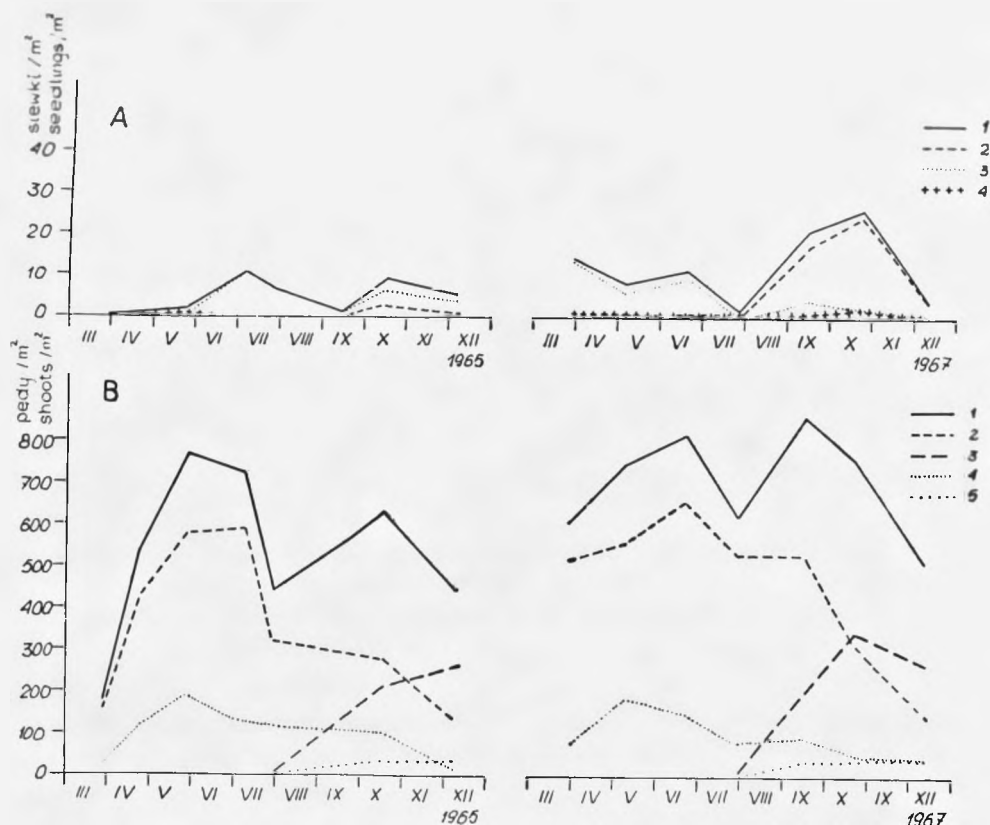 siewki /m²
seedlings/m²
A
40
30
20
10
0
III IV V VI VII VIII IX X XI XII
1965
III IV V VI VII VIII IX X XI XII
1967
1
2
3
4
pędy /m²
shoots /m²
B
800
700
600
500
400
300
200
100
0
III IV V VI VII VIII IX X XI XII
1965
III IV V VI VII VIII IX X IX XII
1967
1
2
3
4
5